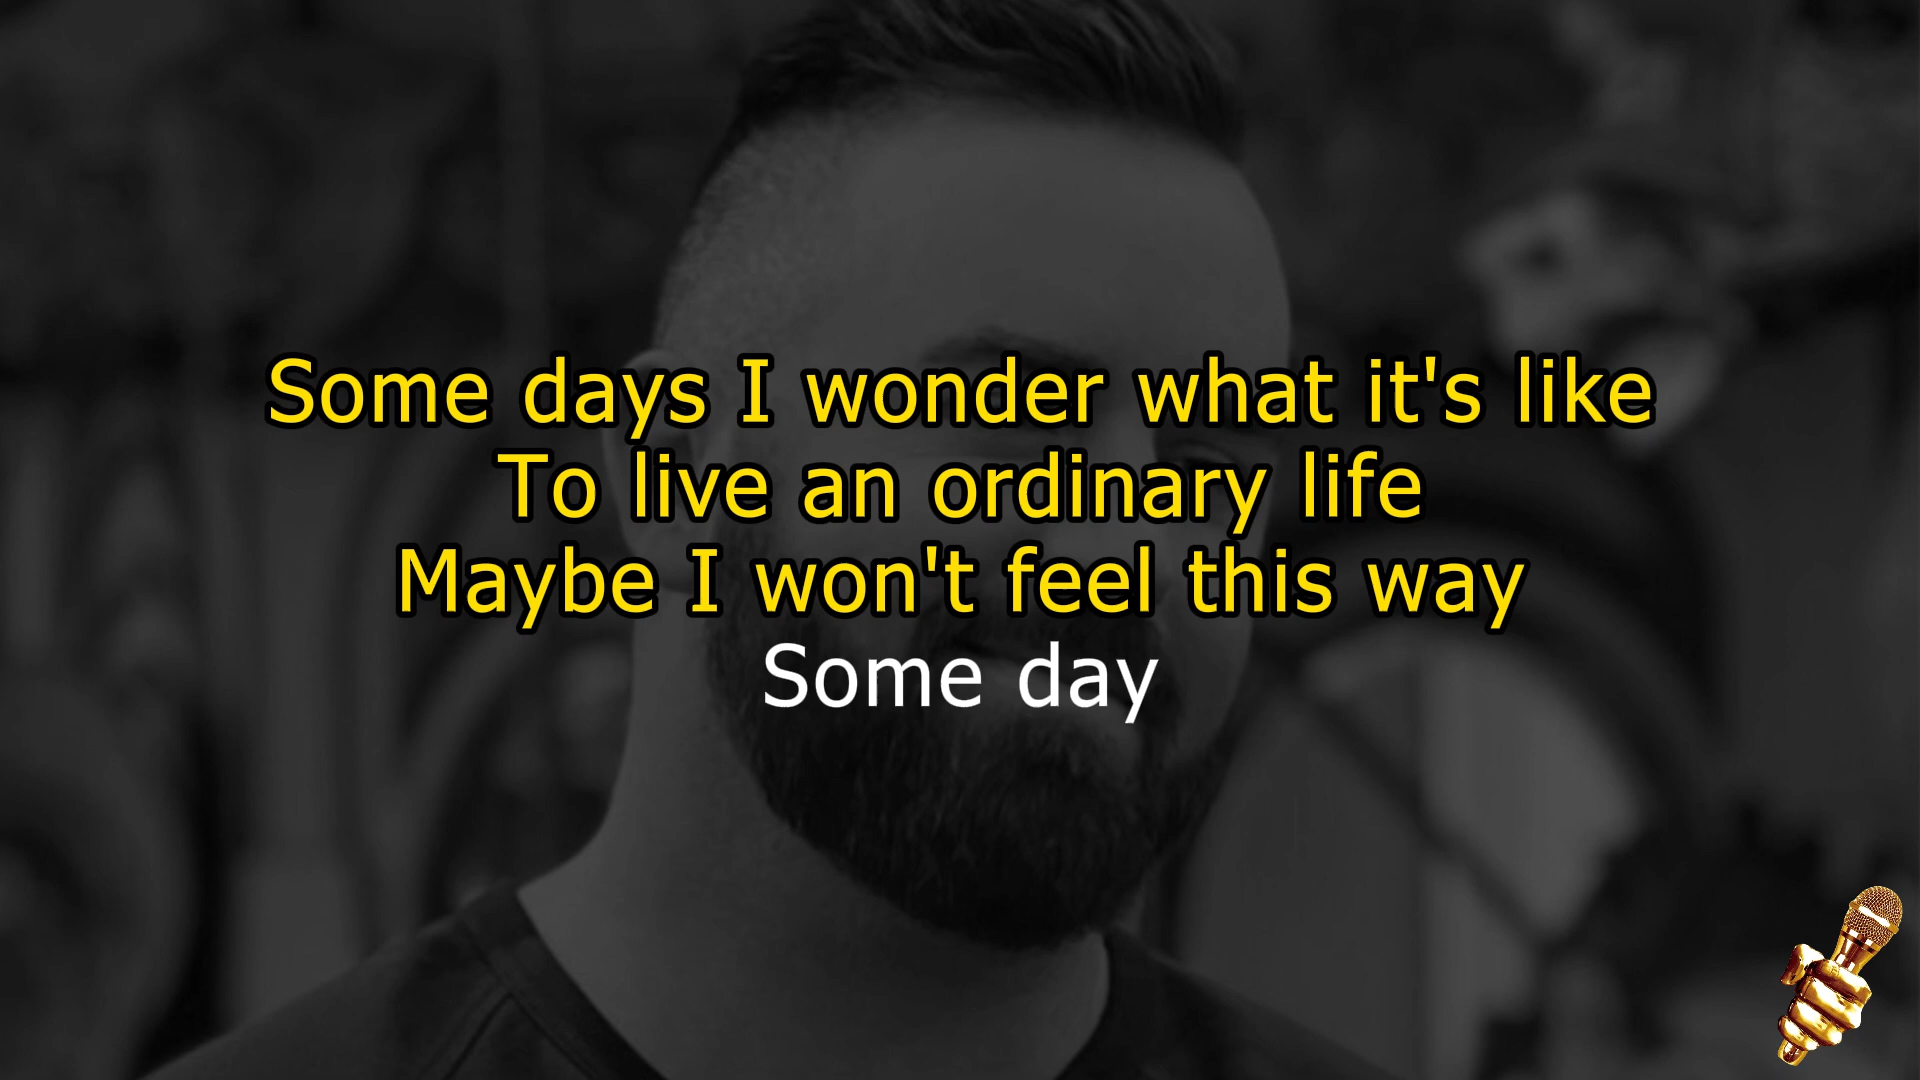 Some days I wonder what it's like
To live an ordinary life
Maybe I won't feel this way
Some day